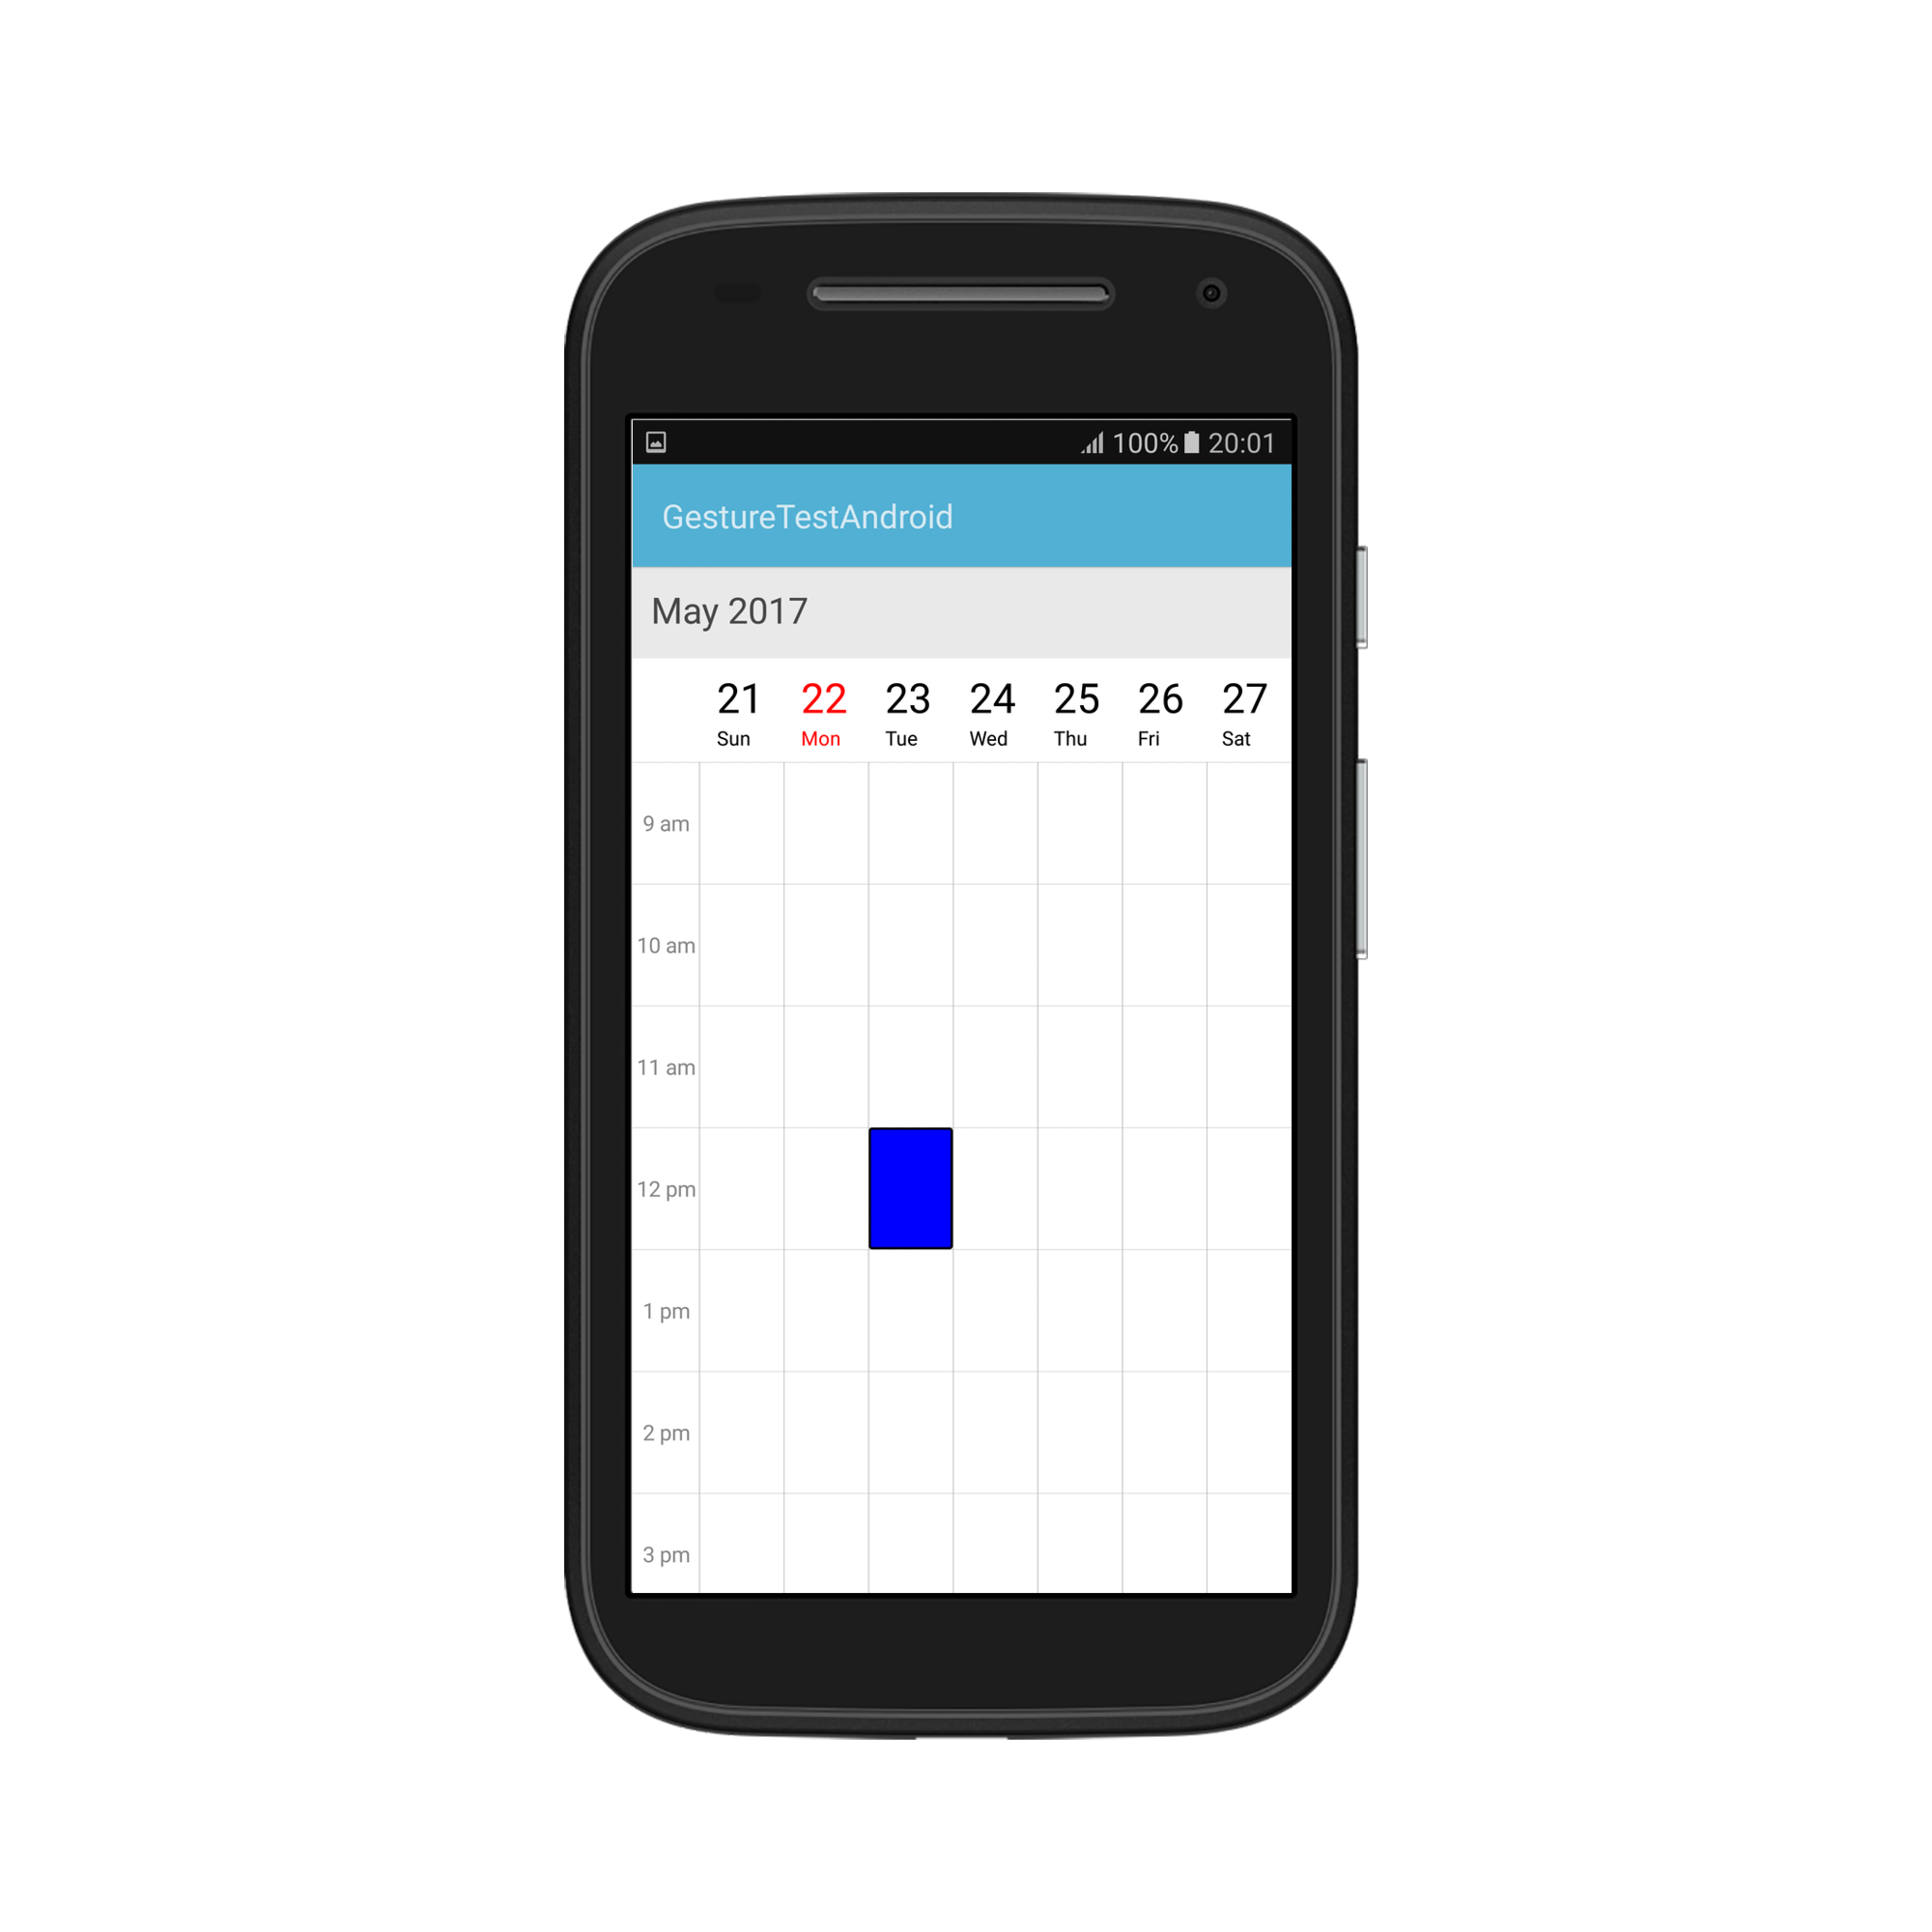 100% 20:01
GestureTestAndroid
May 2017
21 22 23 24 25 26 27
Sun Mon Tue Wed Thu Fri Sat
9 am
10 am
11 am
12 pm
1 pm
2 pm
3 pm